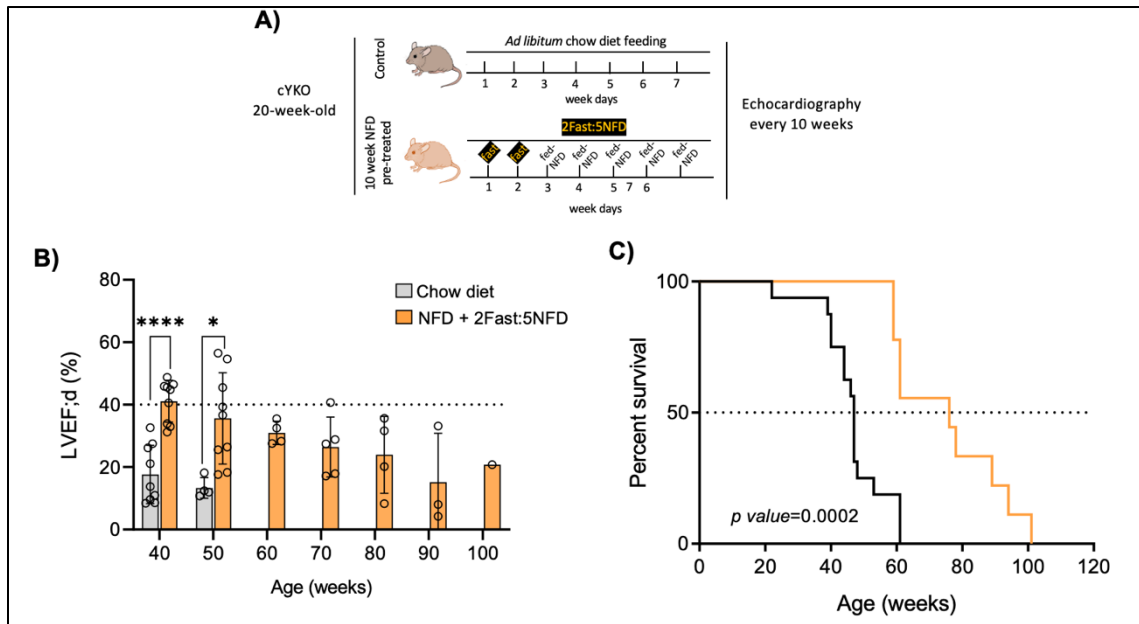 A)
Ad libitum chow diet feeding
Control
1 2 3 4 5 6 7
week days
cYKO
20-week-old
Echocardiography
every 10 weeks
2Fast:5NFD
10 week NFD
pre-treated
fast fast fed-NFD fed-NFD fed-NFD fed-NFD fed-NFD
1 2 3 4 5 7 6
week days
B)
80
60
40
20
0
LVEF;d (%)
**** *
Chow diet
NFD + 2Fast:5NFD
40 50 60 70 80 90 100
Age (weeks)
C)
100
50
0
Percent survival
p value=0.0002
0 20 40 60 80 100 120
Age (weeks)